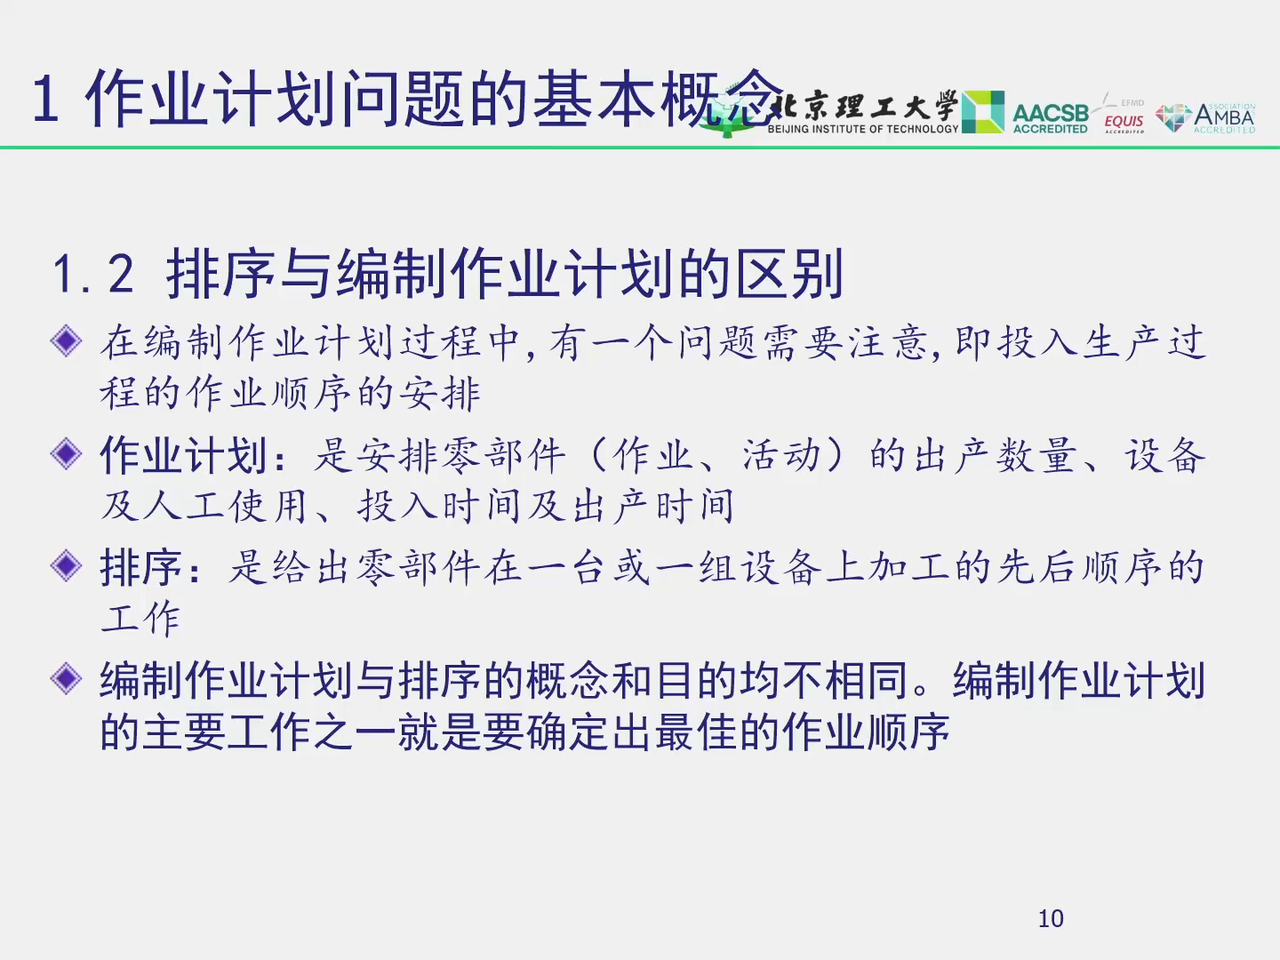 1 作业计划问题的基本概念
北京理工大学
BEIJING INSTITUTE OF TECHNOLOGY
AACSB
ACCREDITED
EFMD
EQUIS
ACCREDITED
ASSOCIATION
AMBA
ACCREDITED
1.2 排序与编制作业计划的区别
在编制作业计划过程中,有一个问题需要注意,即投入生产过
程的作业顺序的安排
作业计划：是安排零部件（作业、活动）的出产数量、设备
及人工使用、投入时间及出产时间
排序：是给出零部件在一台或一组设备上加工的先后顺序的
工作
编制作业计划与排序的概念和目的均不相同。编制作业计划
的主要工作之一就是要确定出最佳的作业顺序
10